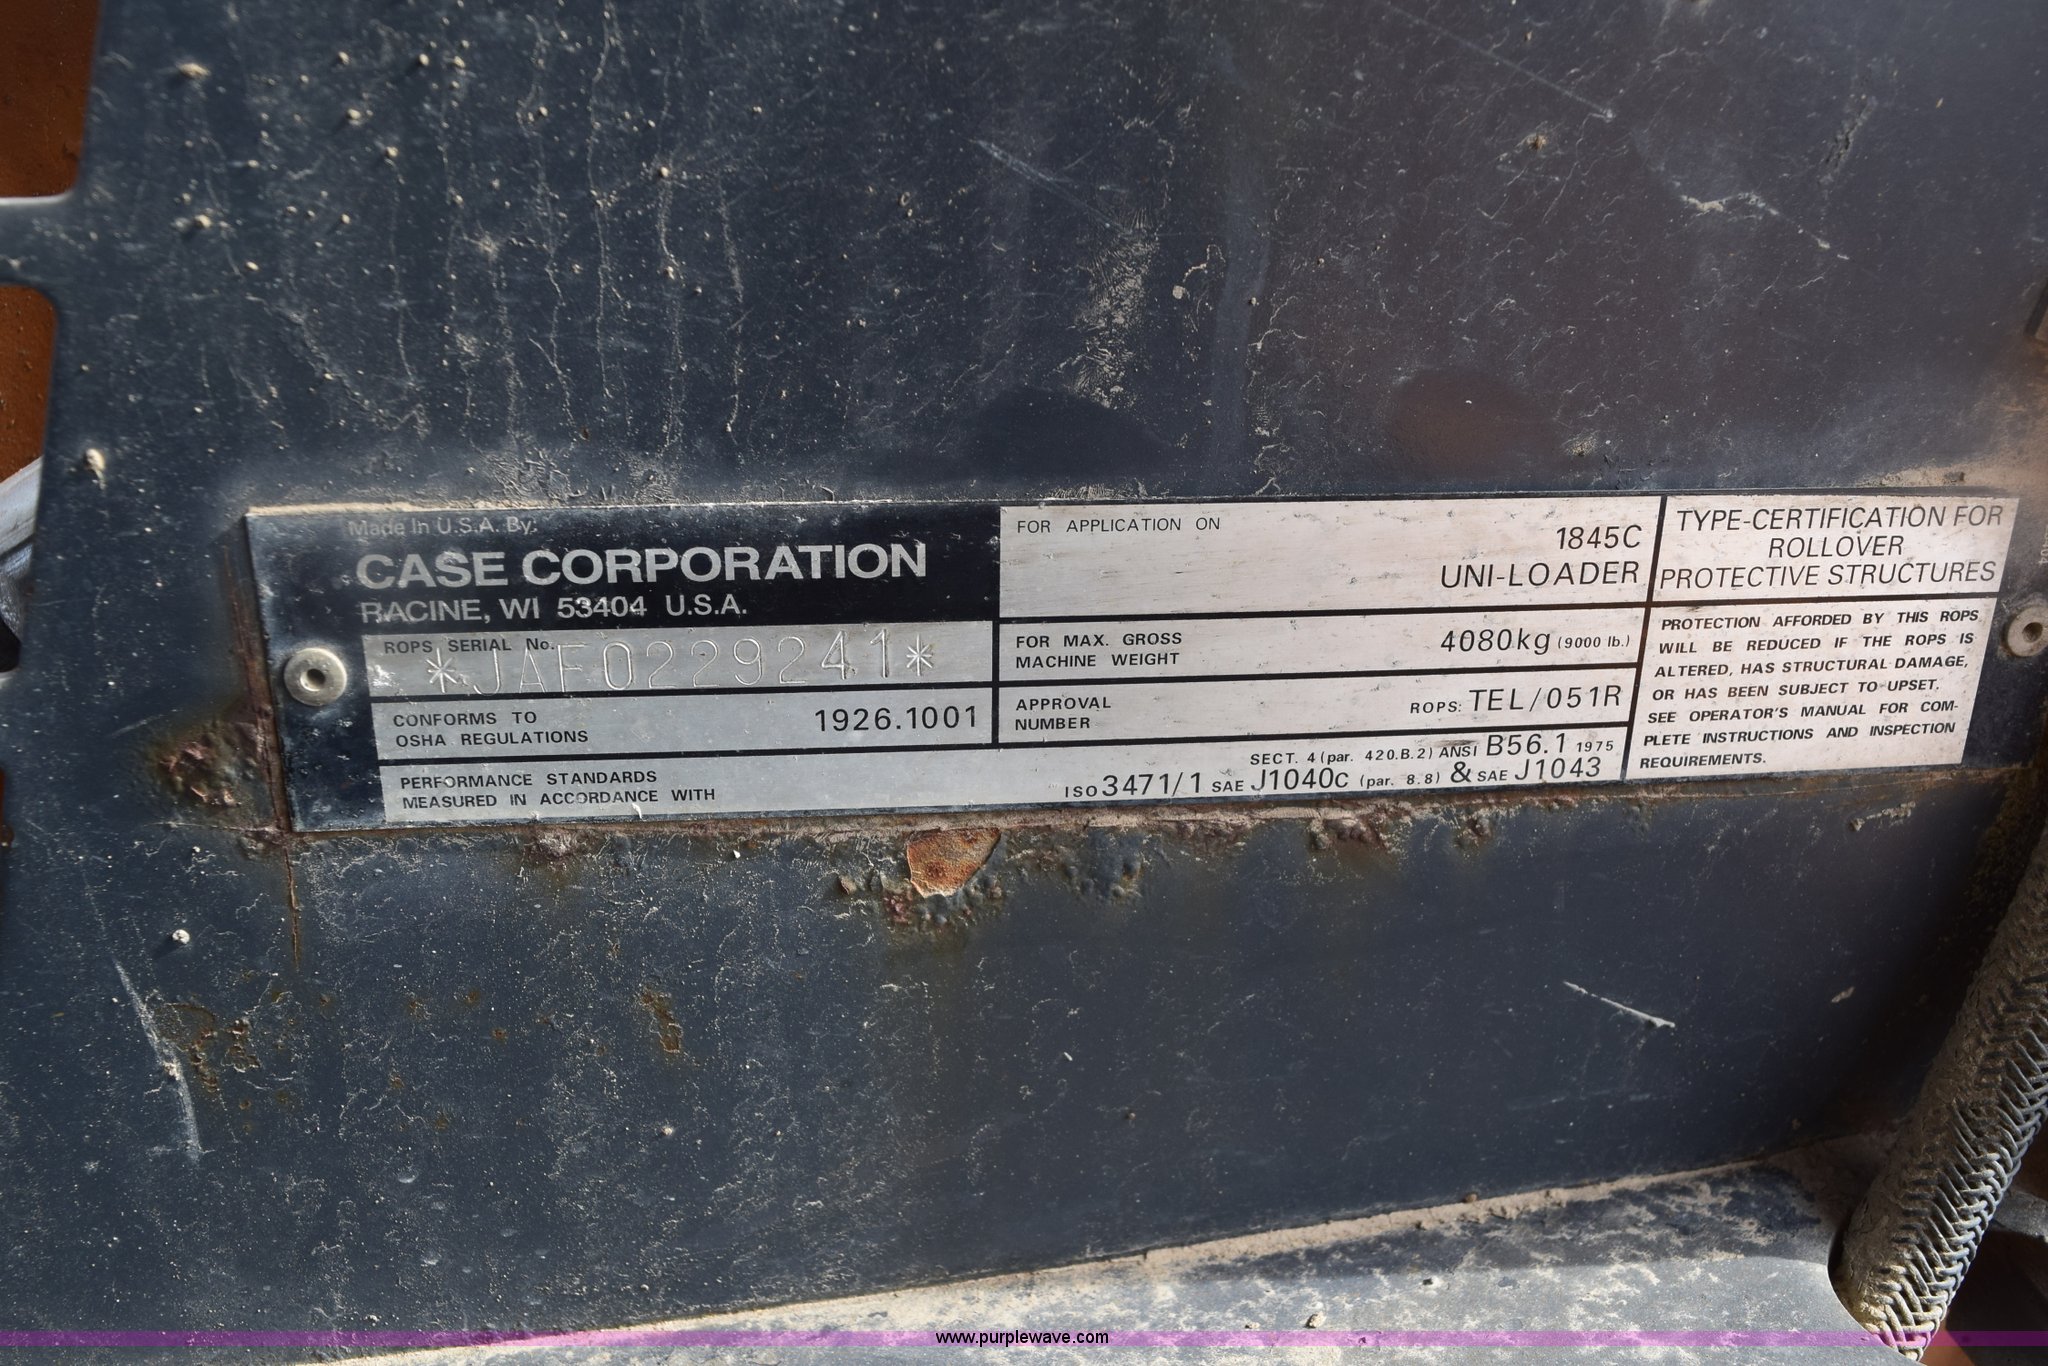 Made In U.S.A. By:
CASE CORPORATION
RACINE, WI 53404 U.S.A.
ROPS SERIAL No.
*JAF0229241*
CONFORMS TO
OSHA REGULATIONS
1926.1001
PERFORMANCE STANDARDS
MEASURED IN ACCORDANCE WITH
SECT. 4 (par. 420.B.2) ANSI B56.1 1975
ISO 3471/1 SAE J1040C (par. 8.8) & SAE J1043
FOR APPLICATION ON
1845C
UNI-LOADER
FOR MAX. GROSS
MACHINE WEIGHT
4080kg (9000 lb.)
APPROVAL
NUMBER
ROPS: TEL/051R
TYPE-CERTIFICATION FOR
ROLLOVER
PROTECTIVE STRUCTURES
PROTECTION AFFORDED BY THIS ROPS
WILL BE REDUCED IF THE ROPS IS
ALTERED, HAS STRUCTURAL DAMAGE,
OR HAS BEEN SUBJECT TO UPSET.
SEE OPERATOR'S MANUAL FOR COM-
PLETE INSTRUCTIONS AND INSPECTION
REQUIREMENTS.
www.purplewave.com